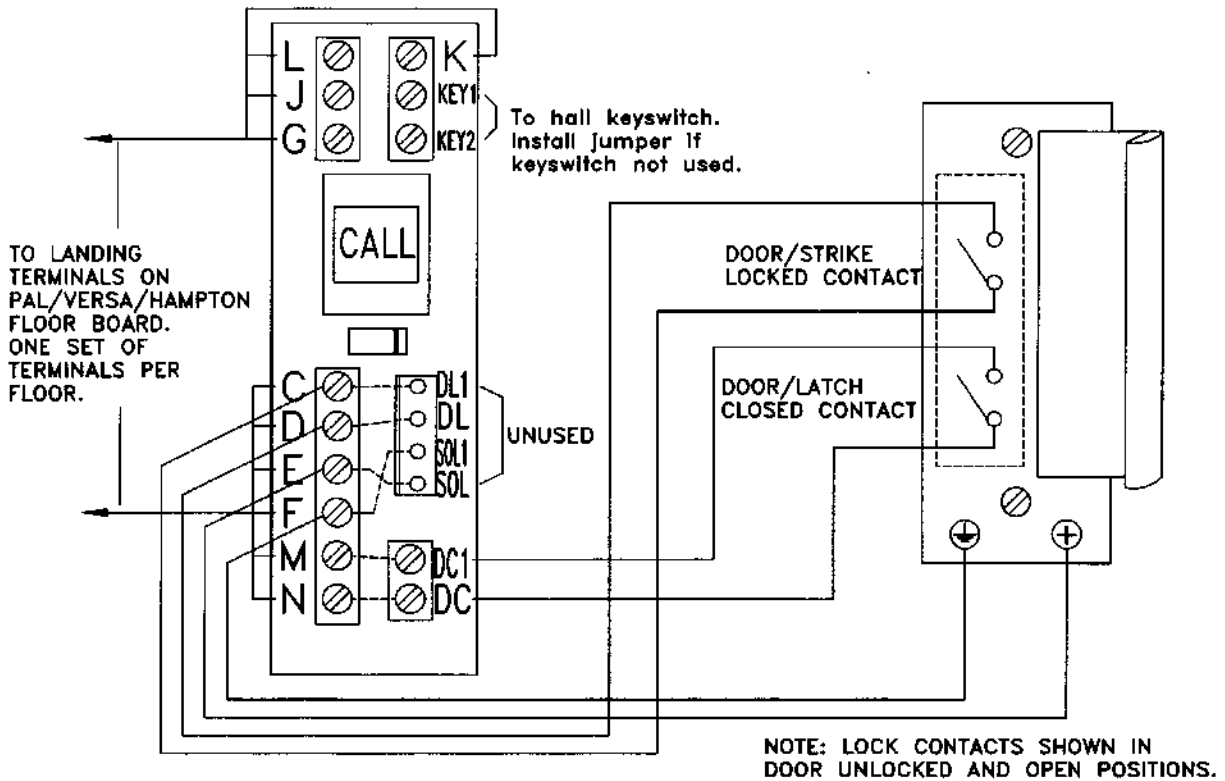 L
K
J
KEY1
G
KEY2
To hall keyswitch.
Install jumper if
keyswitch not used.
CALL
TO LANDING
TERMINALS ON
PAL/VERSA/HAMPTON
FLOOR BOARD.
ONE SET OF
TERMINALS PER
FLOOR.
DOOR/STRIKE
LOCKED CONTACT
C
DL1
D
DL
UNUSED
E
SOL1
SOL
F
M
DC1
N
DC
DOOR/LATCH
CLOSED CONTACT
+
NOTE: LOCK CONTACTS SHOWN IN
DOOR UNLOCKED AND OPEN POSITIONS.